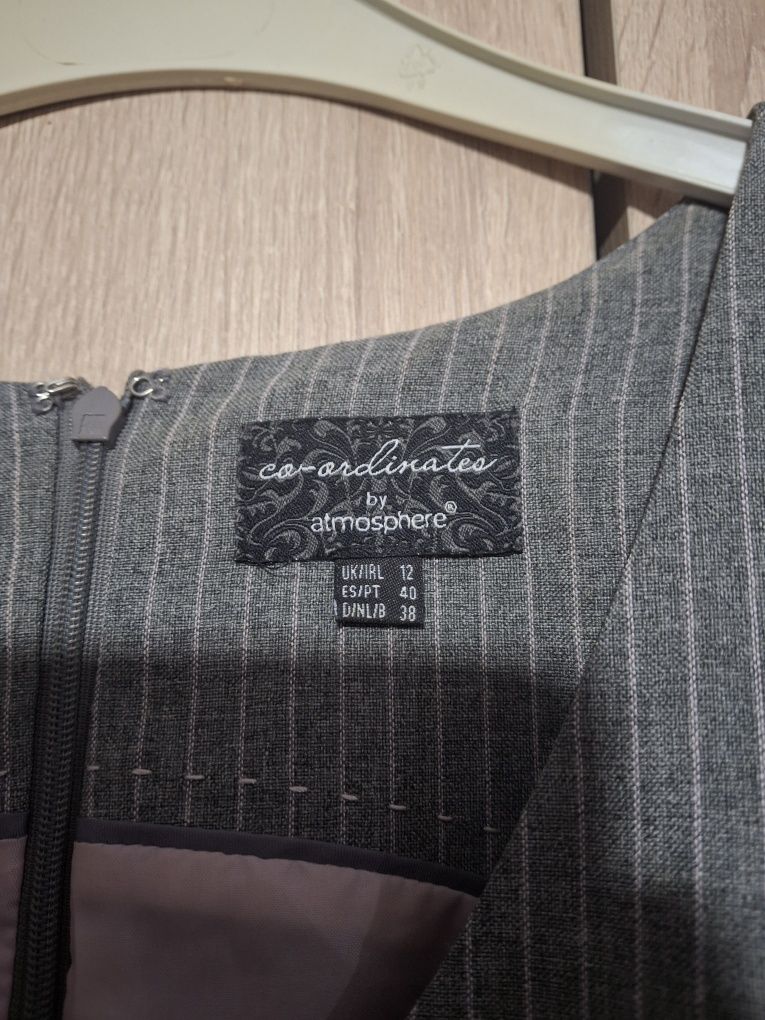 co-ordinates
by
atmosphere®
UK/IRL 12
ES/PT 40
D/NL/B 38